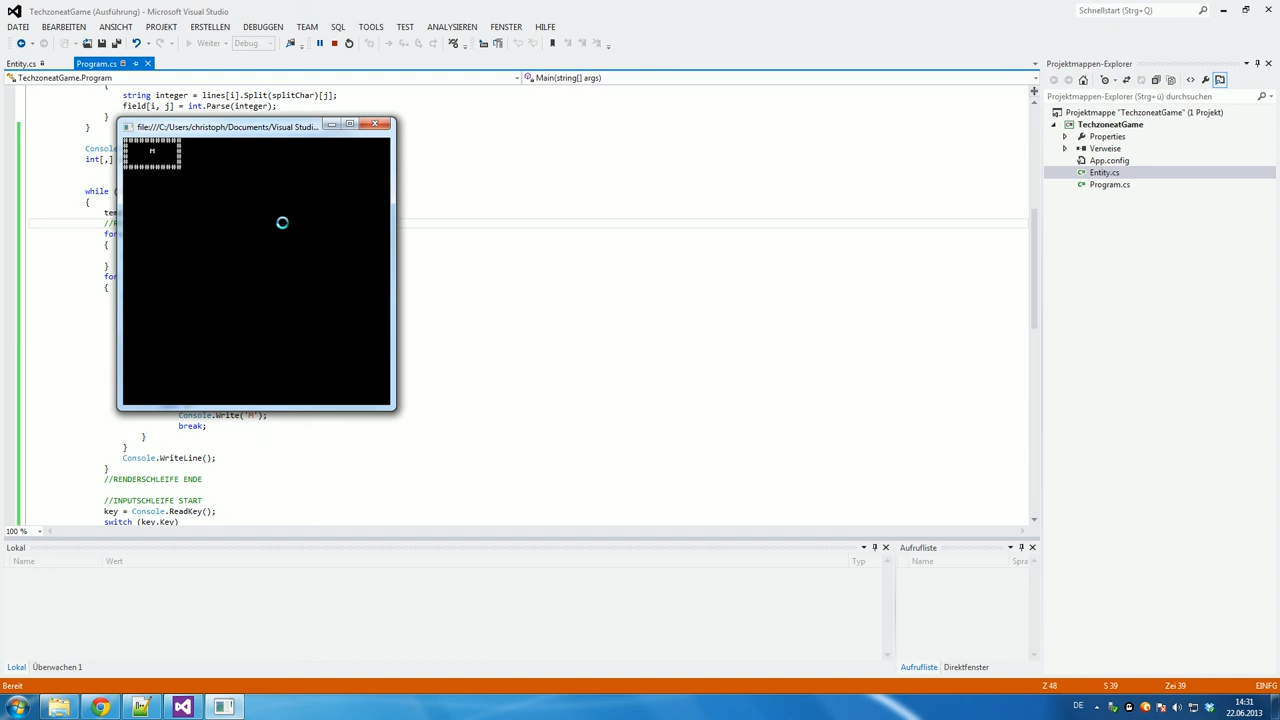 TechzoneatGame (Ausführung) - Microsoft Visual Studio
Schnellstart (Strg+Q)
DATEI BEARBEITEN ANSICHT PROJEKT ERSTELLEN DEBUGGEN TEAM SQL TOOLS TEST ANALYSIEREN FENSTER HILFE
Weiter Debug
Entity.cs Program.cs
TechzoneatGame.Program Main(string[] args)
{
string integer = lines[i].Split(splitChar)[j];
field[i, j] = int.Parse(integer);
}
}
file:///C:/Users/christoph/Documents/Visual Studi...
############
# M #
############
int[,]
while (
{
{
}
{
Console.Write('M');
break;
}
}
Console.WriteLine();
}
//RENDERSCHLEIFE ENDE
//INPUTSCHLEIFE START
key = Console.ReadKey();
switch (key.Key)
100 %
Projektmappen-Explorer
Projektmappen-Explorer (Strg+ü) durchsuchen
Projektmappe "TechzoneatGame" (1 Projekt)
TechzoneatGame
Properties
Verweise
App.config
Entity.cs
Program.cs
Lokal
Name Wert Typ
Aufrufliste
Name Spra
Lokal Überwachen 1
Aufrufliste Direktfenster
Bereit Z 48 S 39 Zei 39 EINFG
DE 14:31
22.06.2013